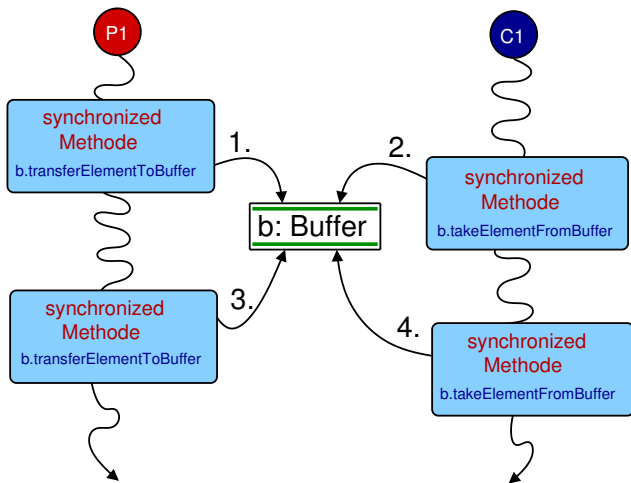 P1
C1
synchronized
Methode
b.transferElementToBuffer
1.
2.
synchronized
Methode
b.takeElementFromBuffer
b: Buffer
synchronized
Methode
b.transferElementToBuffer
3.
4.
synchronized
Methode
b.takeElementFromBuffer